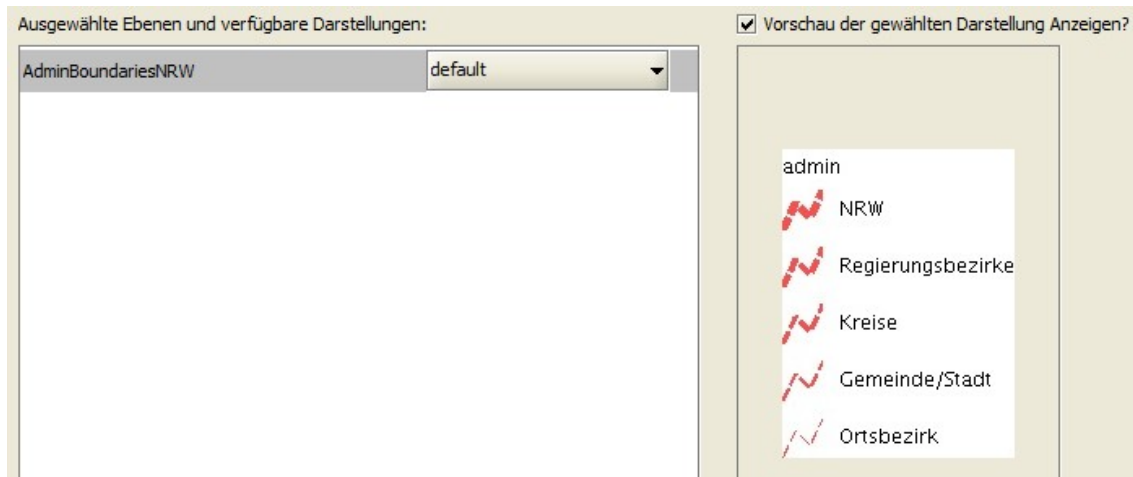 Ausgewählte Ebenen und verfügbare Darstellungen:
AdminBoundariesNRW
default
Vorschau der gewählten Darstellung Anzeigen?
admin
NRW
Regierungsbezirke
Kreise
Gemeinde/Stadt
Ortsbezirk